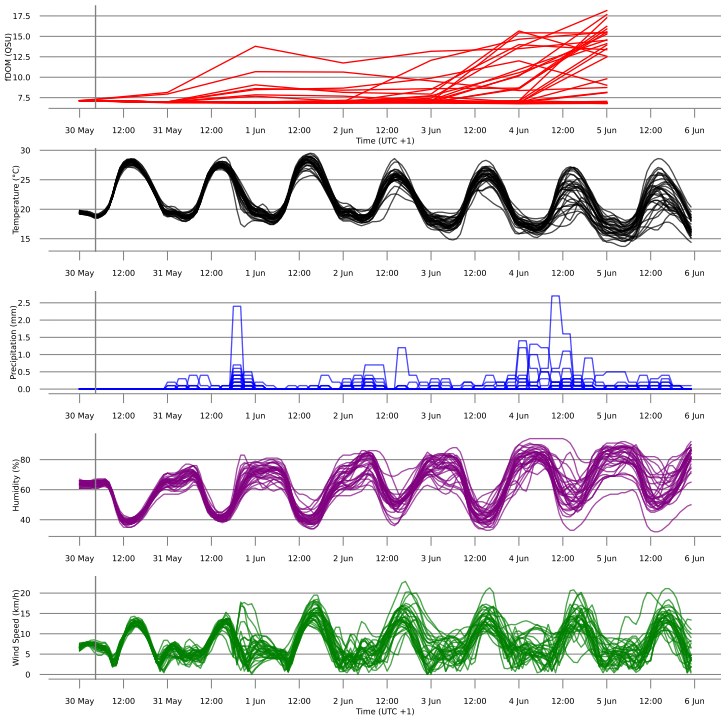 fDOM (QSU)
17.5
15.0
12.5
10.0
7.5
30 May 12:00 31 May 12:00 1 Jun 12:00 2 Jun 12:00 3 Jun 12:00 4 Jun 12:00 5 Jun 12:00 6 Jun
Time (UTC +1)
Temperature (°C)
30
25
20
15
30 May 12:00 31 May 12:00 1 Jun 12:00 2 Jun 12:00 3 Jun 12:00 4 Jun 12:00 5 Jun 12:00 6 Jun
Precipitation (mm)
2.5
2.0
1.5
1.0
0.5
0.0
30 May 12:00 31 May 12:00 1 Jun 12:00 2 Jun 12:00 3 Jun 12:00 4 Jun 12:00 5 Jun 12:00 6 Jun
Humidity (%)
80
60
40
30 May 12:00 31 May 12:00 1 Jun 12:00 2 Jun 12:00 3 Jun 12:00 4 Jun 12:00 5 Jun 12:00 6 Jun
Wind Speed (km/h)
20
15
10
5
0
30 May 12:00 31 May 12:00 1 Jun 12:00 2 Jun 12:00 3 Jun 12:00 4 Jun 12:00 5 Jun 12:00 6 Jun
Time (UTC +1)